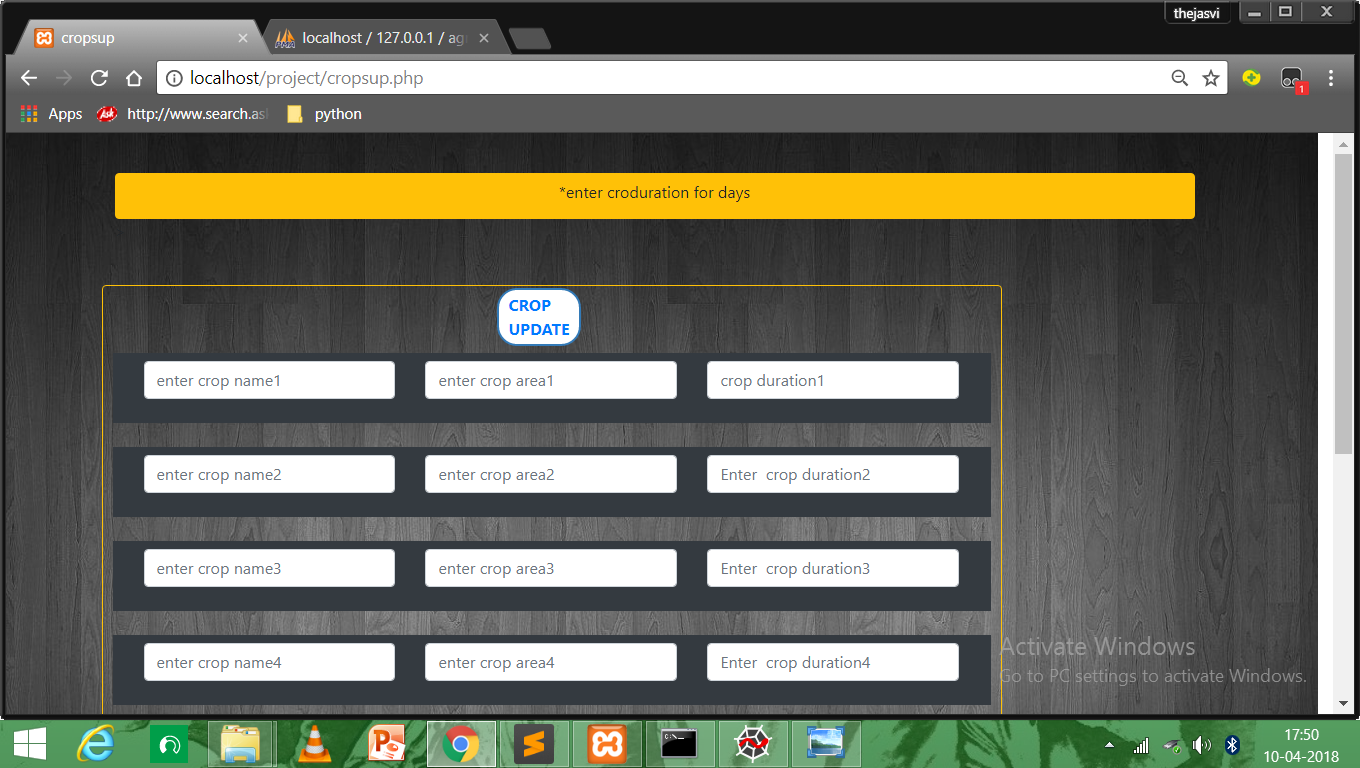 thejasvi
cropsup
localhost / 127.0.0.1 / ag
localhost/project/cropsup.php
1
Apps
Ask
http://www.search.as
python
*enter croduration for days
CROP
UPDATE
enter crop name1 enter crop area1 crop duration1
enter crop name2 enter crop area2 Enter  crop duration2
enter crop name3 enter crop area3 Enter  crop duration3
enter crop name4 enter crop area4 Enter  crop duration4
Activate Windows
Go to PC settings to activate Windows.
17:50
10-04-2018